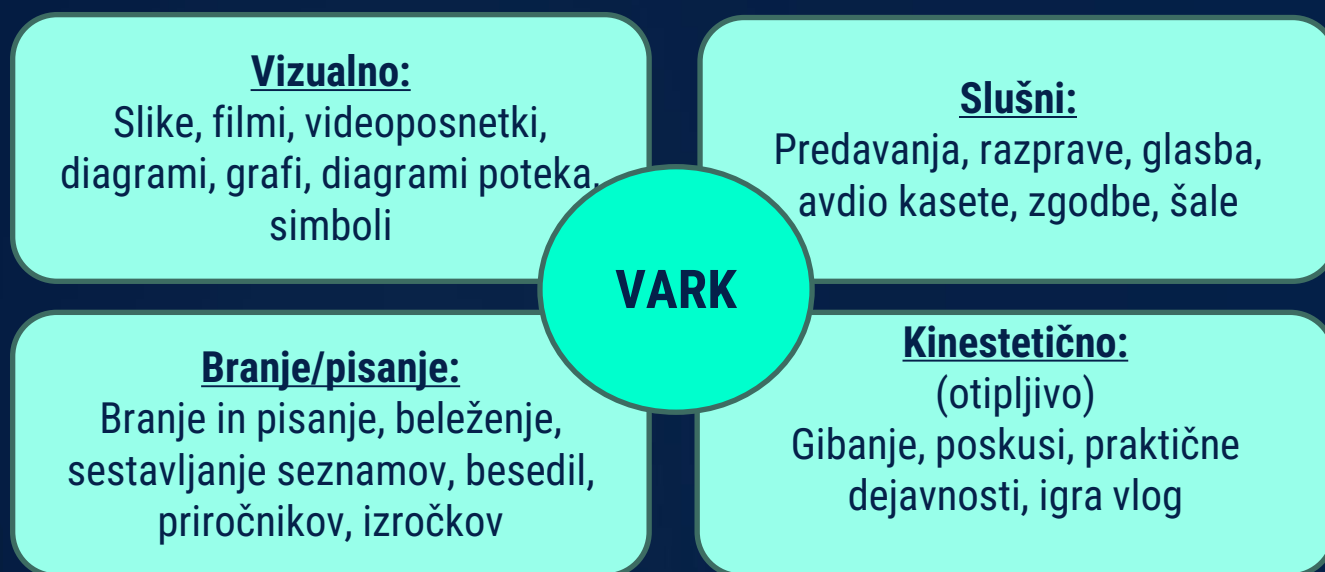 Vizualno:
Slike, filmi, videoposnetki,
diagrami, grafi, diagrami poteka,
simboli
Slušni:
Predavanja, razprave, glasba,
avdio kasete, zgodbe, šale
VARK
Branje/pisanje:
Branje in pisanje, beleženje,
sestavljanje seznamov, besedil,
priročnikov, izročkov
Kinestetično:
(otipljivo)
Gibanje, poskusi, praktične
dejavnosti, igra vlog